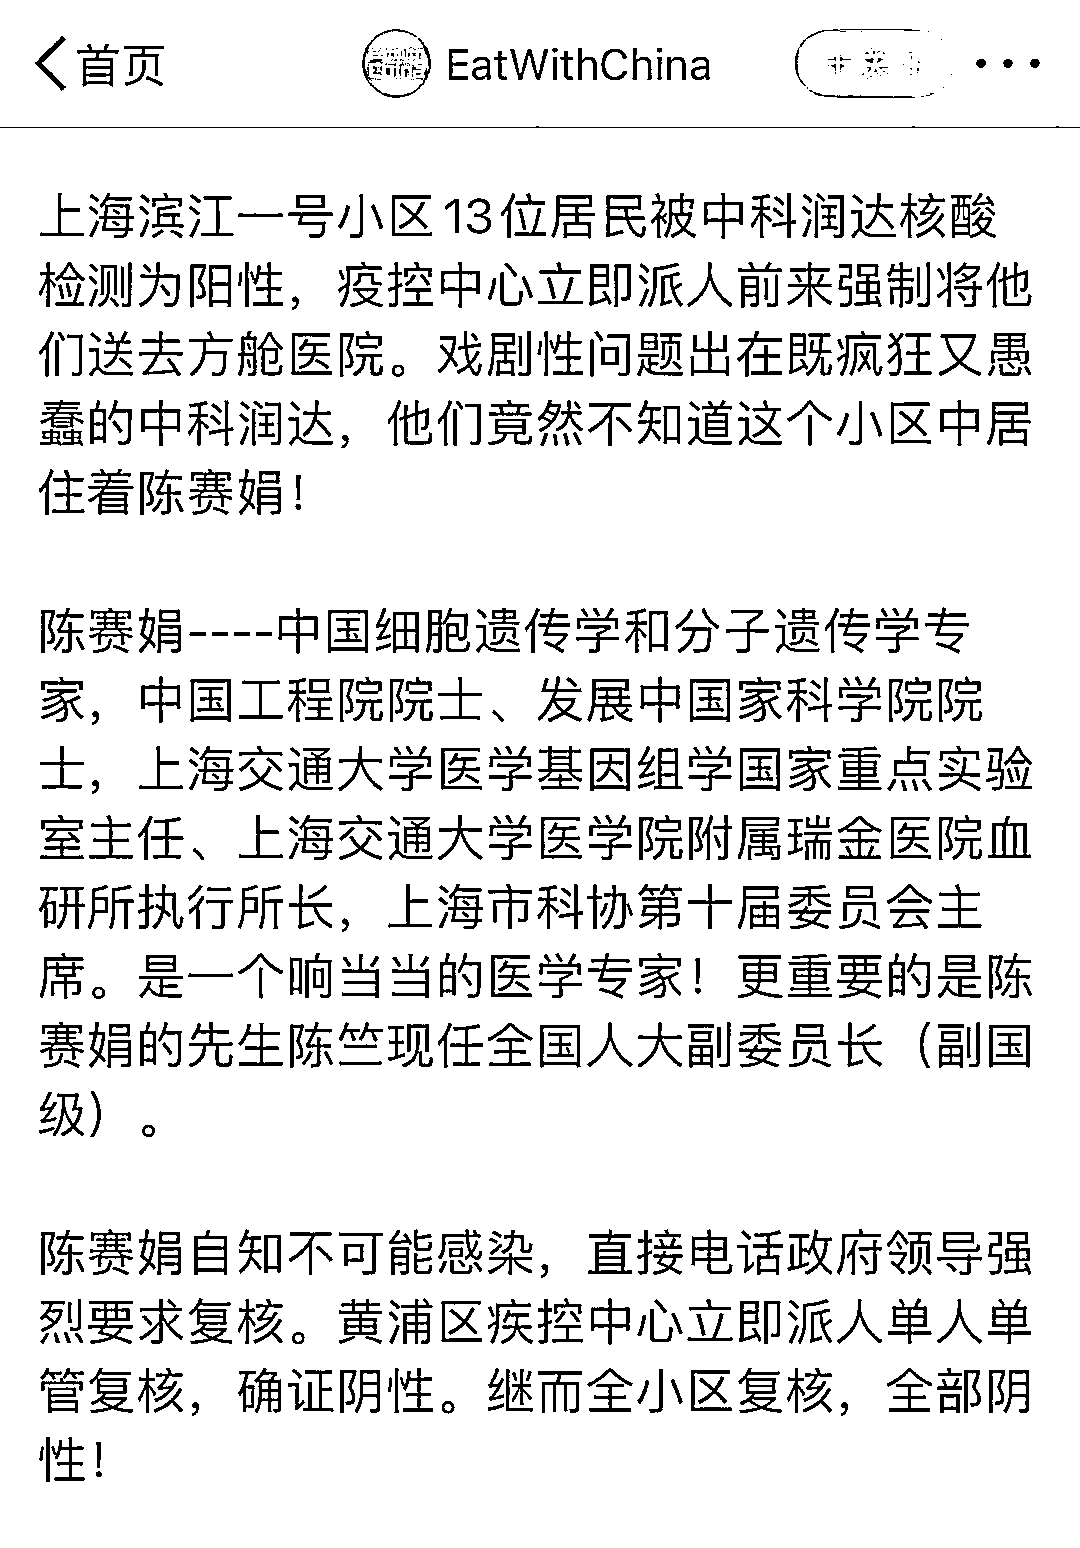 首页
EatWithChina
上海滨江一号小区13位居民被中科润达核酸
检测为阳性，疫控中心立即派人前来强制将他
们送去方舱医院。戏剧性问题出在既疯狂又愚
蠢的中科润达，他们竟然不知道这个小区中居
住着陈赛娟！
陈赛娟----中国细胞遗传学和分子遗传学专
家，中国工程院院士、发展中国家科学院院
士，上海交通大学医学基因组学国家重点实验
室主任、上海交通大学医学院附属瑞金医院血
研所执行所长，上海市科协第十届委员会主
席。是一个响当当的医学专家！更重要的是陈
赛娟的先生陈竺现任全国人大副委员长（副国
级）。
陈赛娟自知不可能感染，直接电话政府领导强
烈要求复核。黄浦区疾控中心立即派人单人单
管复核，确证阴性。继而全小区复核，全部阴
性！